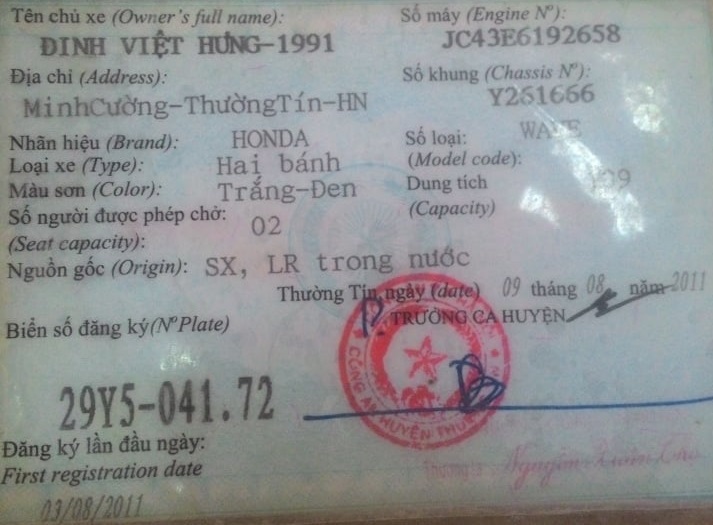 Tên chủ xe (Owner's full name):
ĐINH VIỆT HƯNG-1991
Số máy (Engine Nº):
JC43E6192658
Địa chỉ (Address):
MinhCường-ThườngTín-HN
Số khung (Chassis Nº):
Y261666
Nhãn hiệu (Brand): HONDA
Số loại: WAVE
(Model code):
Loại xe (Type): Hai bánh
Màu sơn (Color): Trắng-Đen
Dung tích
(Capacity)
Số người được phép chở: 02
(Seat capacity):
Nguồn gốc (Origin): SX, LR trong nước
Thường Tín, ngày (date) 09 tháng 08 năm 2011
P. TRƯỞNG CA HUYỆN
Biển số đăng ký(Nº Plate)
29Y5-041.72
CÔNG AN HUYỆN THƯỜNG
Đăng ký lần đầu ngày:
First registration date
03/08/2011
Nguyễn Xuân